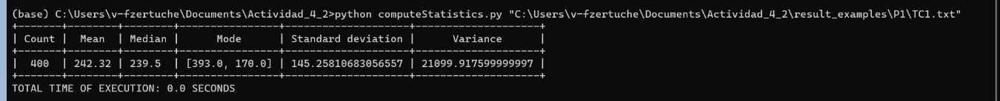 (base) C:\Users\v-fzertuche\Documents\Actividad_4_2>python computeStatistics.py "C:\Users\v-fzertuche\Documents\Actividad_4_2\result_examples\P1\TC1.txt"
+-------+--------+--------+----------------+--------------------+--------------------+
| Count |  Mean  | Median |      Mode      | Standard deviation |      Variance      |
+-------+--------+--------+----------------+--------------------+--------------------+
|  400  | 242.32 | 239.5  | [393.0, 170.0] | 145.25810683056557 | 21099.917599999997 |
+-------+--------+--------+----------------+--------------------+--------------------+
TOTAL TIME OF EXECUTION: 0.0 SECONDS